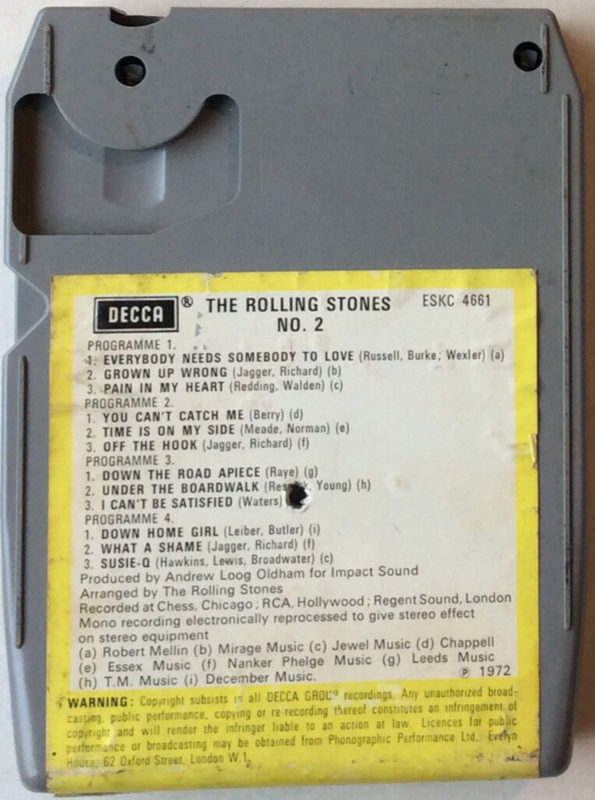 DECCA ® THE ROLLING STONES ESKC 4661
NO. 2
PROGRAMME 1.
1. EVERYBODY NEEDS SOMEBODY TO LOVE (Russell, Burke, Wexler) (a)
2. GROWN UP WRONG (Jagger, Richard) (b)
3. PAIN IN MY HEART (Redding, Walden) (c)
PROGRAMME 2.
1. YOU CAN'T CATCH ME (Berry) (d)
2. TIME IS ON MY SIDE (Meade, Norman) (e)
3. OFF THE HOOK (Jagger, Richard) (f)
PROGRAMME 3.
1. DOWN THE ROAD APIECE (Raye) (g)
2. UNDER THE BOARDWALK Young) (h)
3. I CAN'T BE SATISFIED (Waters)
PROGRAMME 4.
1. DOWN HOME GIRL (Leiber, Butler) (i)
2. WHAT A SHAME (Jagger, Richard) (f)
3. SUSIE-Q (Hawkins, Lewis, Broadwater) (c)
Produced by Andrew Loog Oldham for Impact Sound
Arranged by The Rolling Stones
Recorded at Chess, Chicago; RCA, Hollywood; Regent Sound, London
Mono recording electronically reprocessed to give stereo effect
on stereo equipment
(a) Robert Mellin (b) Mirage Music (c) Jewel Music (d) Chappell
(e) Essex Music (f) Nanker Phelge Music (g) Leeds Music
(h) T.M. Music (i) December Music. ℗ 1972
WARNING: Copyright subsists in all DECCA GROUP recordings. Any unauthorized broad-
casting, public performance, copying or re-recording thereof constitutes an infringement of
copyright and will render the infringer liable to an action at law. Licences for public
performance or broadcasting may be obtained from Phonographic Performance Ltd., Evelyn
House, 62 Oxford Street, London W.1.